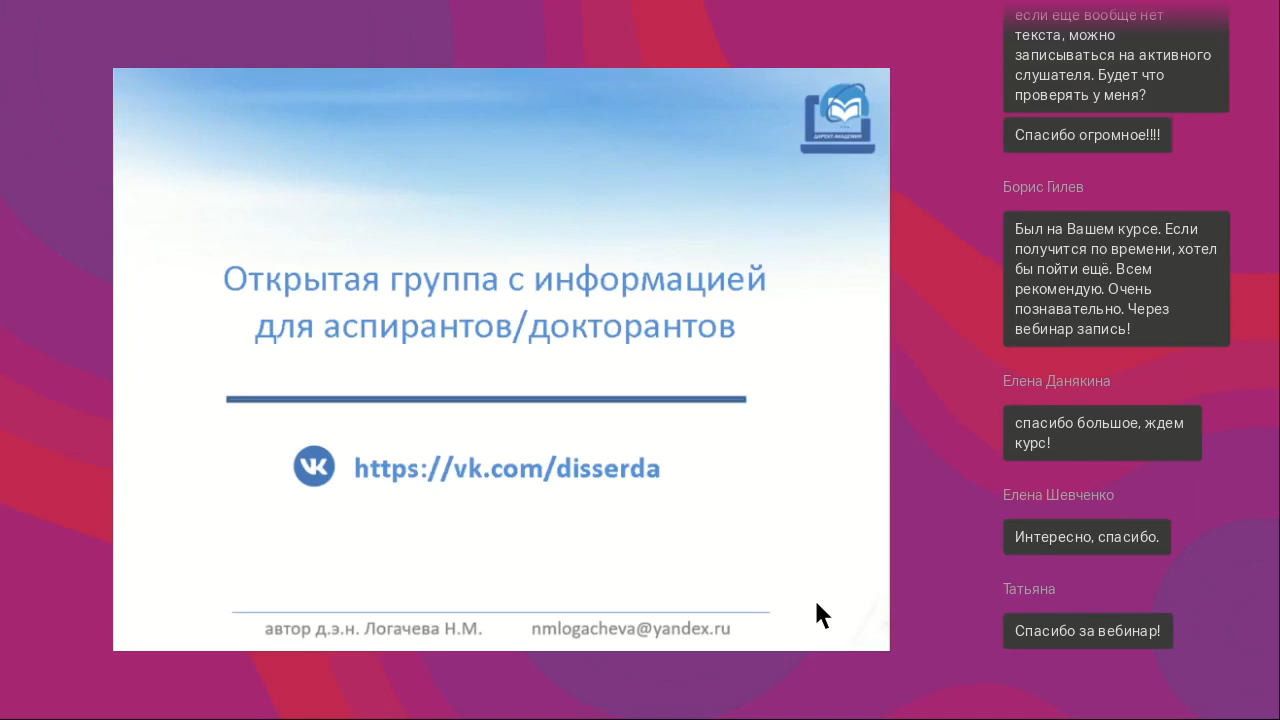 ДИРЕКТ-АКАДЕМИЯ
Открытая группа с информацией
для аспирантов/докторантов
https://vk.com/disserda
автор д.э.н. Логачева Н.М.
nmlogacheva@yandex.ru
если еще вообще нет
текста, можно
записываться на активного
слушателя. Будет что
проверять у меня?
Спасибо огромное!!!!
Борис Гилев
Был на Вашем курсе. Если
получится по времени, хотел
бы пойти ещё. Всем
рекомендую. Очень
познавательно. Через
вебинар запись!
Елена Данякина
спасибо большое, ждем
курс!
Елена Шевченко
Интересно, спасибо.
Татьяна
Спасибо за вебинар!